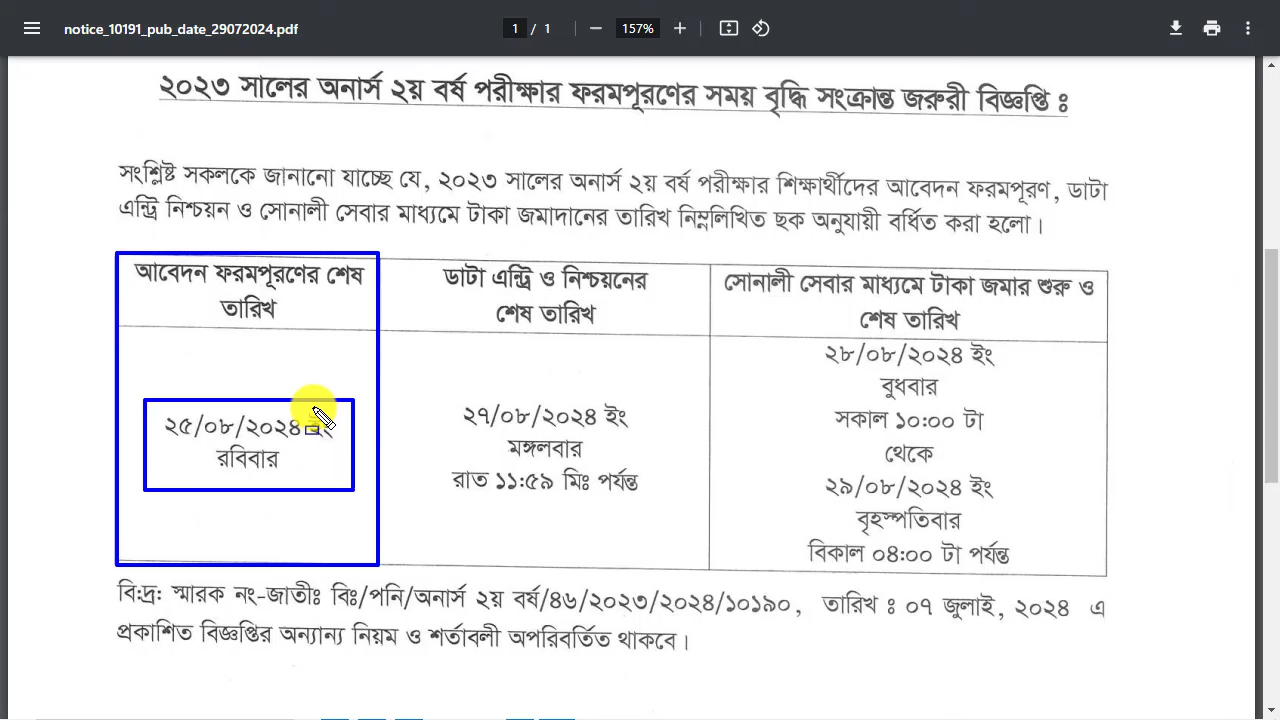 notice_10191_pub_date_29072024.pdf
1 / 1
157%
২০২৩ সালের অনার্স ২য় বর্ষ পরীক্ষার ফরমপূরণের সময় বৃদ্ধি সংক্রান্ত জরুরী বিজ্ঞপ্তি ঃ
সংশ্লিষ্ট সকলকে জানানো যাচ্ছে যে, ২০২৩ সালের অনার্স ২য় বর্ষ পরীক্ষার শিক্ষার্থীদের আবেদন ফরমপূরণ, ডাটা
এন্ট্রি নিশ্চয়ন ও সোনালী সেবার মাধ্যমে টাকা জমাদানের তারিখ নিম্নলিখিত ছক অনুযায়ী বর্ধিত করা হলো।
আবেদন ফরমপূরণের শেষ
তারিখ
ডাটা এন্ট্রি ও নিশ্চয়নের
শেষ তারিখ
সোনালী সেবার মাধ্যমে টাকা জমার শুরু ও
শেষ তারিখ
২৫/০৮/২০২৪ ইং
রবিবার
২৭/০৮/২০২৪ ইং
মঙ্গলবার
রাত ১১:৫৯ মিঃ পর্যন্ত
২৮/০৮/২০২৪ ইং
বুধবার
সকাল ১০:০০ টা
থেকে
২৯/০৮/২০২৪ ইং
বৃহস্পতিবার
বিকাল ০৪:০০ টা পর্যন্ত
বি:দ্র: স্মারক নং-জাতীঃ বিঃ/পনি/অনার্স ২য় বর্ষ/৪৬/২০২৩/২০২৪/১০১৯০, তারিখ ঃ ০৭ জুলাই, ২০২৪ এ
প্রকাশিত বিজ্ঞপ্তির অন্যান্য নিয়ম ও শর্তাবলী অপরিবর্তিত থাকবে।